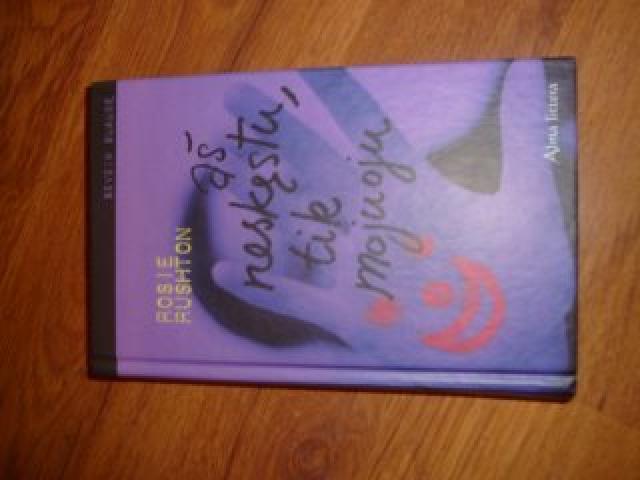 ROSIE
RUSHTON
aš
neskęstu,
tik
mojuoju
Alma littera